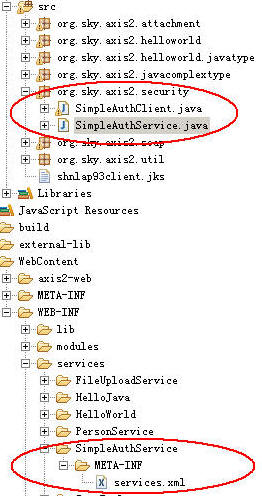 src
org.sky.axis2.attachment
org.sky.axis2.helloworld
org.sky.axis2.helloworld.javatype
org.sky.axis2.javacomplextype
org.sky.axis2.security
SimpleAuthClient.java
SimpleAuthService.java
org.sky.axis2.soap
org.sky.axis2.util
shnlap93client.jks
Libraries
JavaScript Resources
build
external-lib
WebContent
axis2-web
META-INF
WEB-INF
lib
modules
services
FileUploadService
HelloJava
HelloWorld
PersonService
SimpleAuthService
META-INF
services.xml